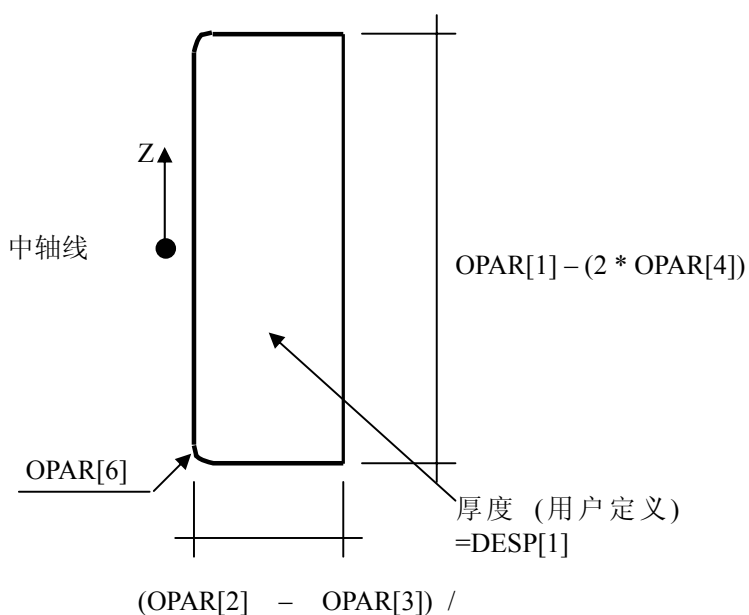 Z
中轴线
OPAR[1] – (2 * OPAR[4])
OPAR[6]
厚度 (用户定义)
=DESP[1]
(OPAR[2] – OPAR[3]) /